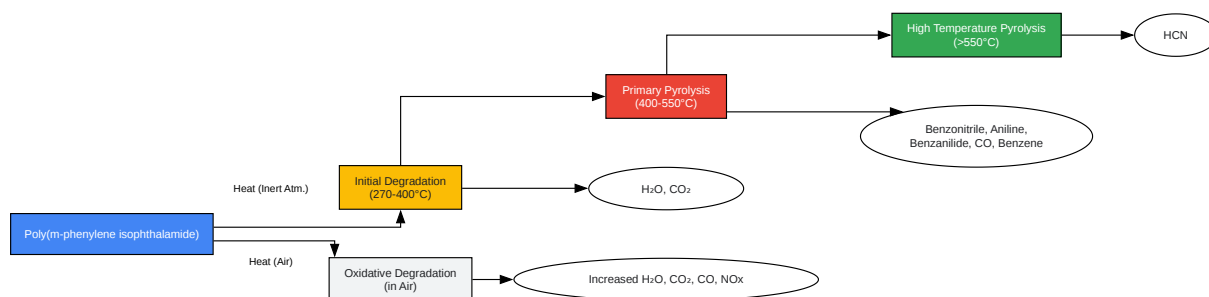 High Temperature Pyrolysis
(>550°C)
HCN
Primary Pyrolysis
(400-550°C)
Benzonitrile, Aniline,
Benzanilide, CO, Benzene
Heat (Inert Atm.)
Initial Degradation
(270-400°C)
H₂O, CO₂
Poly(m-phenylene isophthalamide)
Heat (Air)
Oxidative Degradation
(in Air)
Increased H₂O, CO₂, CO, NOx